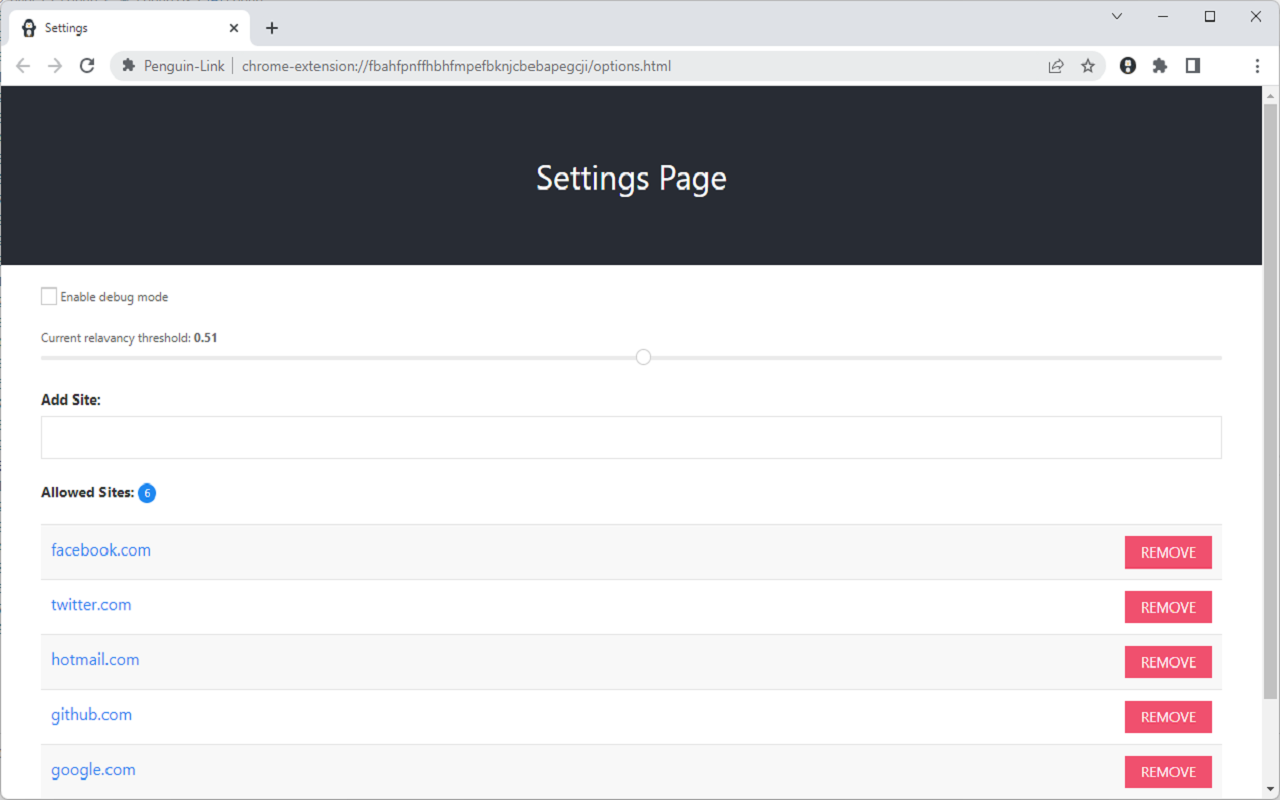 Settings
Penguin-Link chrome-extension://fbahfpnffhbhfmpefbknjcbebapegcji/options.html
Settings Page
Enable debug mode
Current relavancy threshold: 0.51
Add Site:
Allowed Sites: 6
facebook.com REMOVE
twitter.com REMOVE
hotmail.com REMOVE
github.com REMOVE
google.com REMOVE